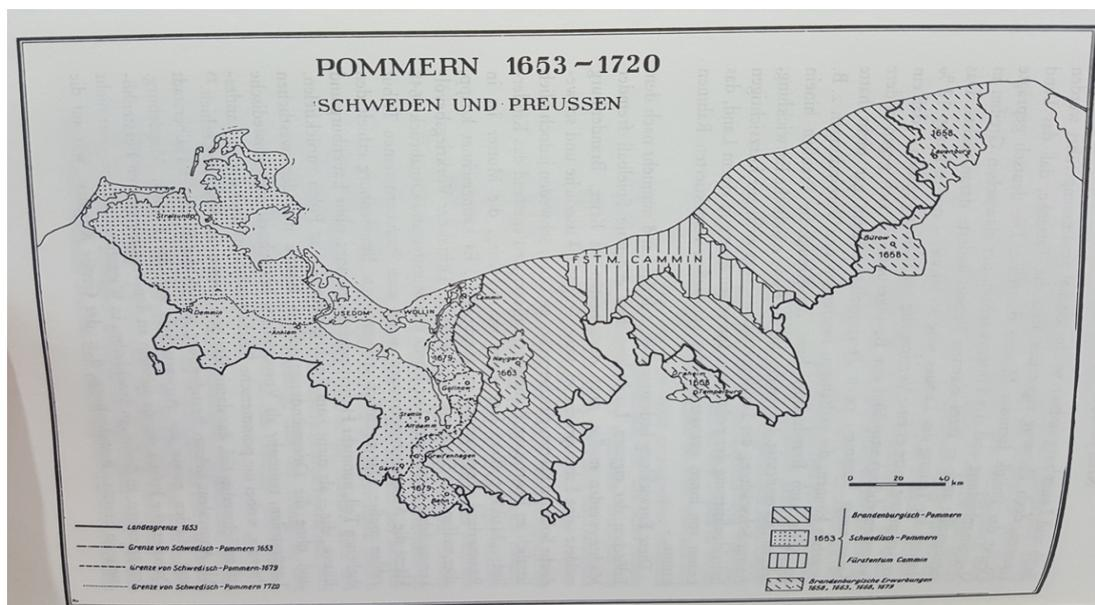 POMMERN 1653-1720
SCHWEDEN UND PREUSSEN
1658
Lauenburg
Stralsund
Bütow
1658
FSTM. CAMMIN
Cammin
USEDOM
WOLLIN
Demmin
Anklam
1679
Naugard
1663
Gollnow
Draheim
1668
Tempelburg
Stettin
Altdamm
Greifenhagen
Gartz
1679
Bahn
0 20 40 km
Landesgrenze 1653
Grenze von Schwedisch-Pommern 1653
Grenze von Schwedisch-Pommern 1679
Grenze von Schwedisch-Pommern 1720
Brandenburgisch-Pommern
1653 Schwedisch-Pommern
Fürstentum Cammin
Brandenburgische Erwerbungen
1658, 1663, 1668, 1679